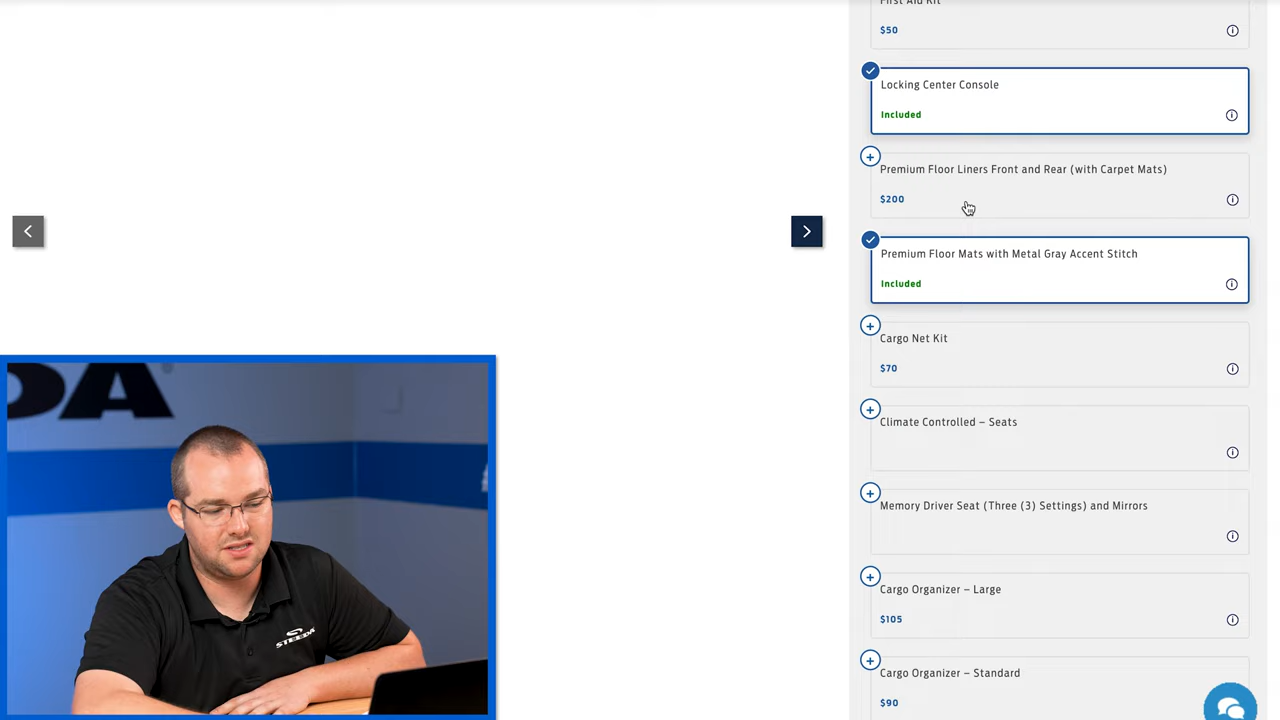 First Aid Kit
$50
Locking Center Console
Included
Premium Floor Liners Front and Rear (with Carpet Mats)
$200
Premium Floor Mats with Metal Gray Accent Stitch
Included
Cargo Net Kit
$70
Climate Controlled – Seats
Memory Driver Seat (Three (3) Settings) and Mirrors
Cargo Organizer – Large
$105
Cargo Organizer – Standard
$90
DA
STEEDA